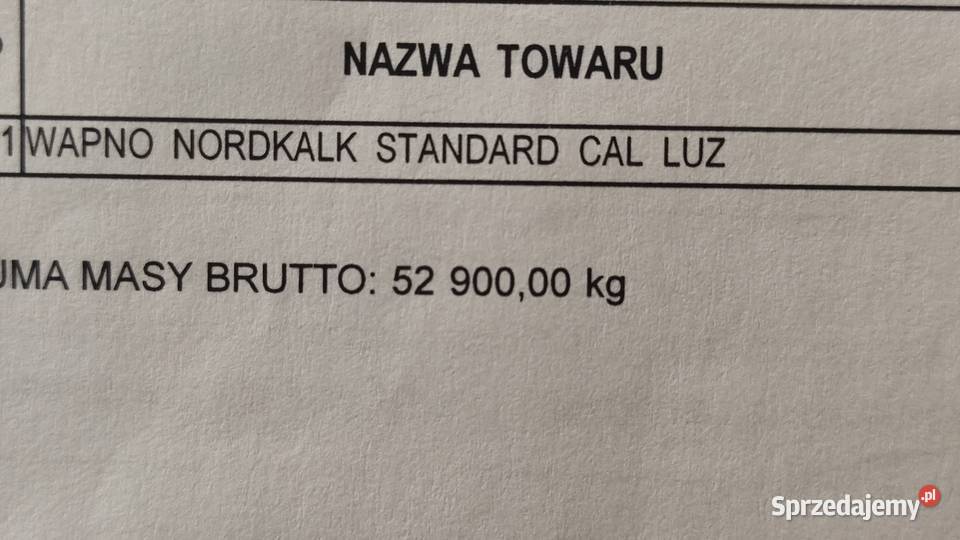 NAZWA TOWARU
1 WAPNO NORDKALK STANDARD CAL LUZ
UMA MASY BRUTTO: 52 900,00 kg
Sprzedajemy.pl